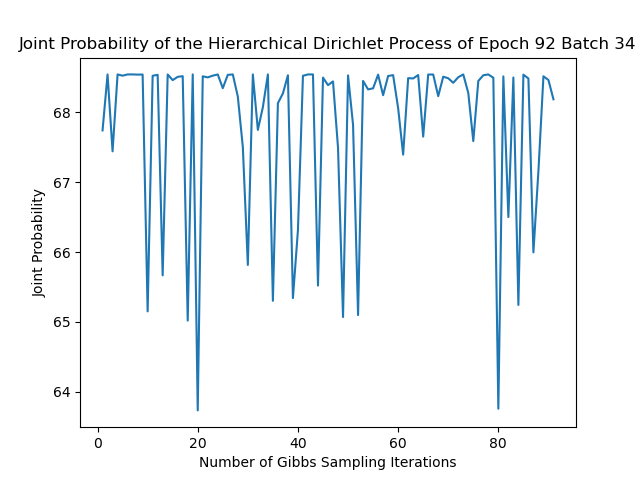 Joint Probability of the Hierarchical Dirichlet Process of Epoch 92 Batch 34
Joint Probability
68
67
66
65
64
0 20 40 60 80
Number of Gibbs Sampling Iterations